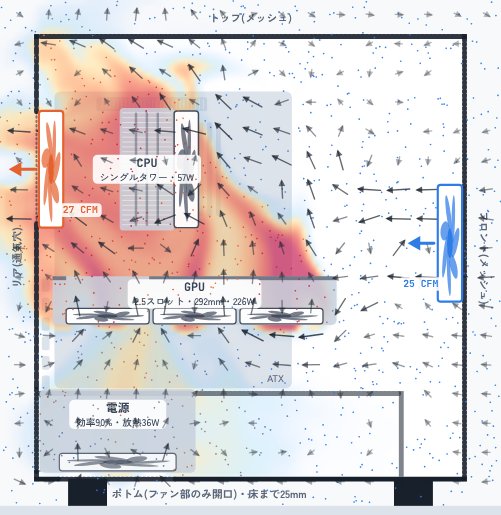 トップ(メッシュ)
CPU
シングルタワー・57W
27 CFM
リア(通気穴)
フロント(メッシュ)
25 CFM
GPU
2.5スロット・292mm・226W
ATX
電源
効率90%・放熱36W
ボトム(ファン部のみ開口)・床まで25mm